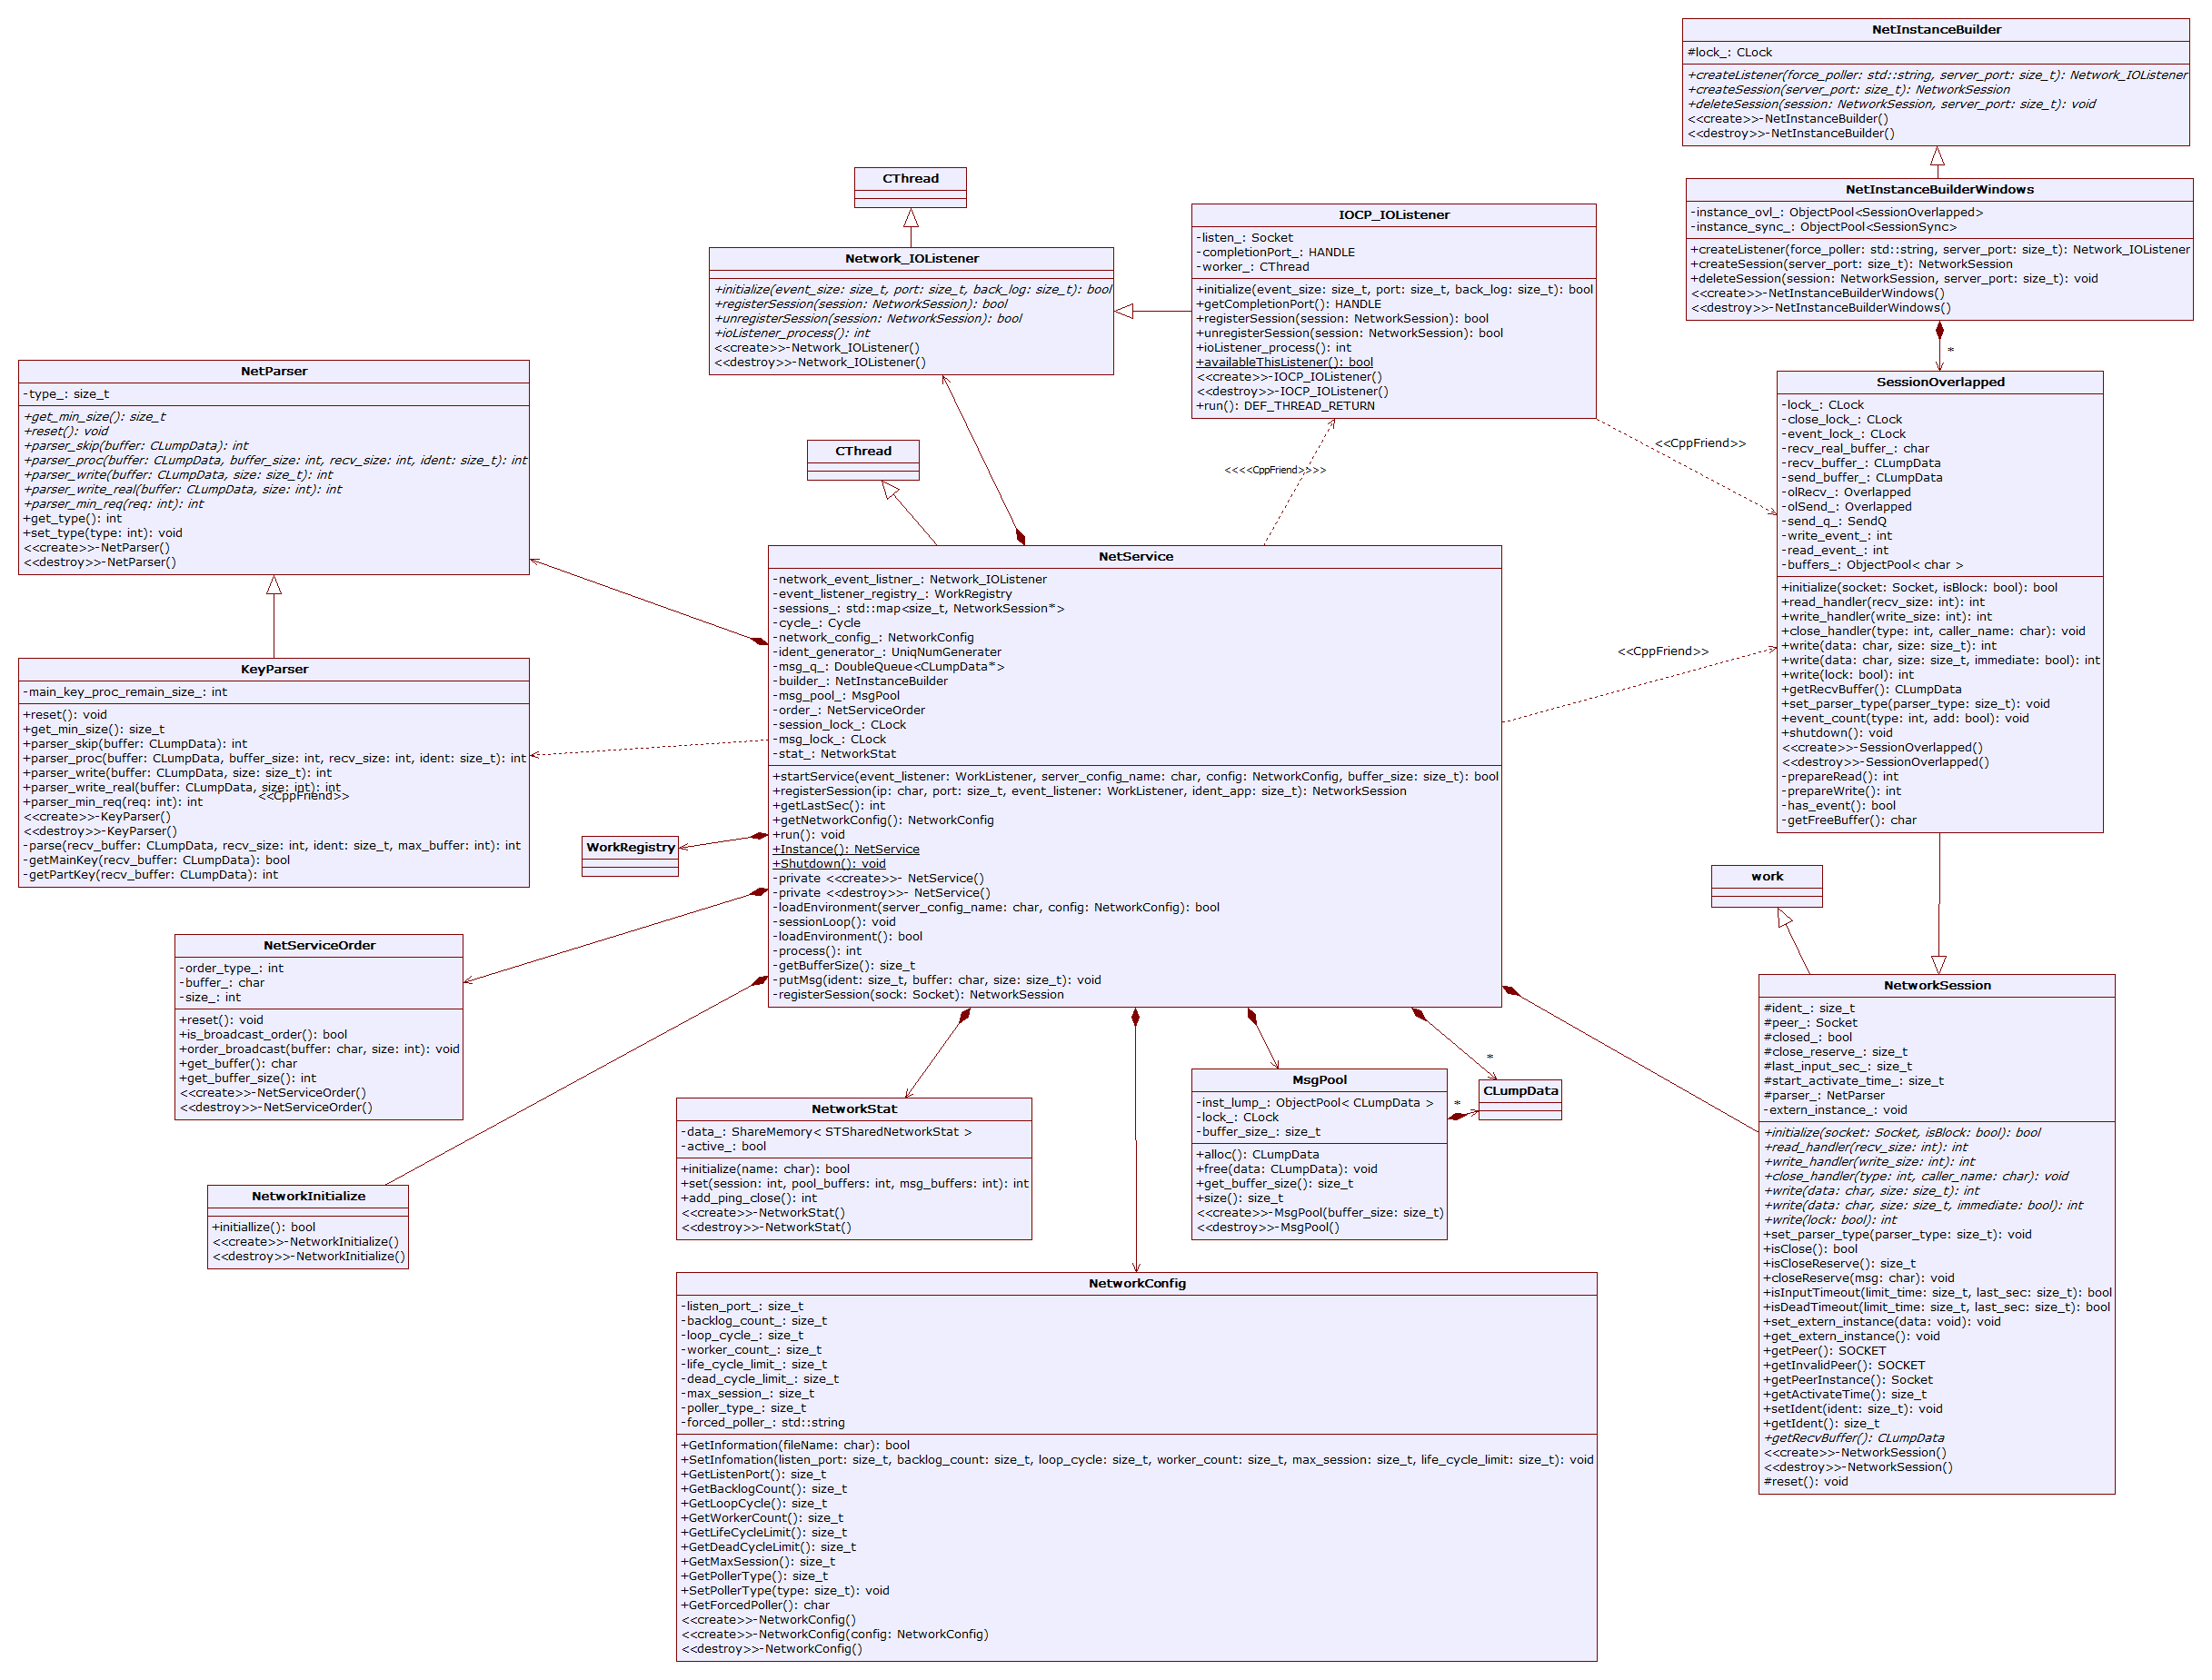 NetInstanceBuilder
#lock_: CLock
+createListener(force_poller: std::string, server_port: size_t): Network_IOListener
+createSession(server_port: size_t): NetworkSession
+deleteSession(session: NetworkSession, server_port: size_t): void
<<create>>-NetInstanceBuilder()
<<destroy>>-NetInstanceBuilder()
NetInstanceBuilderWindows
-instance_ovl_: ObjectPool<SessionOverlapped>
-instance_sync_: ObjectPool<SessionSync>
+createListener(force_poller: std::string, server_port: size_t): Network_IOListener
+createSession(server_port: size_t): NetworkSession
+deleteSession(session: NetworkSession, server_port: size_t): void
<<create>>-NetInstanceBuilderWindows()
<<destroy>>-NetInstanceBuilderWindows()
*
CThread
Network_IOListener
+initialize(event_size: size_t, port: size_t, back_log: size_t): bool
+registerSession(session: NetworkSession): bool
+unregisterSession(session: NetworkSession): bool
+ioListener_process(): int
<<create>>-Network_IOListener()
<<destroy>>-Network_IOListener()
IOCP_IOListener
-listen_: Socket
-completionPort_: HANDLE
-worker_: CThread
+initialize(event_size: size_t, port: size_t, back_log: size_t): bool
+getCompletionPort(): HANDLE
+registerSession(session: NetworkSession): bool
+unregisterSession(session: NetworkSession): bool
+ioListener_process(): int
+availableThisListener(): bool
<<create>>-IOCP_IOListener()
<<destroy>>-IOCP_IOListener()
+run(): DEF_THREAD_RETURN
NetParser
-type_: size_t
+get_min_size(): size_t
+reset(): void
+parser_skip(buffer: CLumpData): int
+parser_proc(buffer: CLumpData, buffer_size: int, recv_size: int, ident: size_t): int
+parser_write(buffer: CLumpData, size: size_t): int
+parser_write_real(buffer: CLumpData, size: int): int
+parser_min_req(req: int): int
+get_type(): int
+set_type(type: int): void
<<create>>-NetParser()
<<destroy>>-NetParser()
CThread
<<<<CppFriend>>>>
<<CppFriend>>
SessionOverlapped
-lock_: CLock
-close_lock_: CLock
-event_lock_: CLock
-recv_real_buffer_: char
-recv_buffer_: CLumpData
-send_buffer_: CLumpData
-olRecv_: Overlapped
-olSend_: Overlapped
-send_q_: SendQ
-write_event_: int
-read_event_: int
-buffers_: ObjectPool< char >
+initialize(socket: Socket, isBlock: bool): bool
+read_handler(recv_size: int): int
+write_handler(write_size: int): int
+close_handler(type: int, caller_name: char): void
+write(data: char, size: size_t): int
+write(data: char, size: size_t, immediate: bool): int
+write(lock: bool): int
+getRecvBuffer(): CLumpData
+set_parser_type(parser_type: size_t): void
+event_count(type: int, add: bool): void
+shutdown(): void
<<create>>-SessionOverlapped()
<<destroy>>-SessionOverlapped()
-prepareRead(): int
-prepareWrite(): int
-has_event(): bool
-getFreeBuffer(): char
NetService
-network_event_listner_: Network_IOListener
-event_listener_registry_: WorkRegistry
-sessions_: std::map<size_t, NetworkSession*>
-cycle_: Cycle
-network_config_: NetworkConfig
-ident_generator_: UniqNumGenerater
-msg_q_: DoubleQueue<CLumpData*>
-builder_: NetInstanceBuilder
-msg_pool_: MsgPool
-order_: NetServiceOrder
-session_lock_: CLock
-msg_lock_: CLock
-stat_: NetworkStat
+startService(event_listener: WorkListener, server_config_name: char, config: NetworkConfig, buffer_size: size_t): bool
+registerSession(ip: char, port: size_t, event_listener: WorkListener, ident_app: size_t): NetworkSession
+getLastSec(): int
+getNetworkConfig(): NetworkConfig
+run(): void
+Instance(): NetService
+Shutdown(): void
-private <<create>>- NetService()
-private <<destroy>>- NetService()
-loadEnvironment(server_config_name: char, config: NetworkConfig): bool
-sessionLoop(): void
-loadEnvironment(): bool
-process(): int
-getBufferSize(): size_t
-putMsg(ident: size_t, buffer: char, size: size_t): void
-registerSession(sock: Socket): NetworkSession
<<CppFriend>>
KeyParser
-main_key_proc_remain_size_: int
+reset(): void
+get_min_size(): size_t
+parser_skip(buffer: CLumpData): int
+parser_proc(buffer: CLumpData, buffer_size: int, recv_size: int, ident: size_t): int
+parser_write(buffer: CLumpData, size: size_t): int
+parser_write_real(buffer: CLumpData, size: int): int
<<CppFriend>>
+parser_min_req(req: int): int
<<create>>-KeyParser()
<<destroy>>-KeyParser()
-parse(recv_buffer: CLumpData, recv_size: int, ident: size_t, max_buffer: int): int
-getMainKey(recv_buffer: CLumpData): bool
-getPartKey(recv_buffer: CLumpData): int
WorkRegistry
work
NetServiceOrder
-order_type_: int
-buffer_: char
-size_: int
+reset(): void
+is_broadcast_order(): bool
+order_broadcast(buffer: char, size: int): void
+get_buffer(): char
+get_buffer_size(): int
<<create>>-NetServiceOrder()
<<destroy>>-NetServiceOrder()
NetworkInitialize
+initiallize(): bool
<<create>>-NetworkInitialize()
<<destroy>>-NetworkInitialize()
NetworkStat
-data_: ShareMemory< STSharedNetworkStat >
-active_: bool
+initialize(name: char): bool
+set(session: int, pool_buffers: int, msg_buffers: int): int
+add_ping_close(): int
<<create>>-NetworkStat()
<<destroy>>-NetworkStat()
MsgPool
-inst_lump_: ObjectPool< CLumpData >
-lock_: CLock
-buffer_size_: size_t
+alloc(): CLumpData
+free(data: CLumpData): void
+get_buffer_size(): size_t
+size(): size_t
<<create>>-MsgPool(buffer_size: size_t)
<<destroy>>-MsgPool()
*
*
CLumpData
NetworkSession
#ident_: size_t
#peer_: Socket
#closed_: bool
#close_reserve_: size_t
#last_input_sec_: size_t
#start_activate_time_: size_t
#parser_: NetParser
-extern_instance_: void
+initialize(socket: Socket, isBlock: bool): bool
+read_handler(recv_size: int): int
+write_handler(write_size: int): int
+close_handler(type: int, caller_name: char): void
+write(data: char, size: size_t): int
+write(data: char, size: size_t, immediate: bool): int
+write(lock: bool): int
+set_parser_type(parser_type: size_t): void
+isClose(): bool
+isCloseReserve(): size_t
+closeReserve(msg: char): void
+isInputTimeout(limit_time: size_t, last_sec: size_t): bool
+isDeadTimeout(limit_time: size_t, last_sec: size_t): bool
+set_extern_instance(data: void): void
+get_extern_instance(): void
+getPeer(): SOCKET
+getInvalidPeer(): SOCKET
+getPeerInstance(): Socket
+getActivateTime(): size_t
+setIdent(ident: size_t): void
+getIdent(): size_t
+getRecvBuffer(): CLumpData
<<create>>-NetworkSession()
<<destroy>>-NetworkSession()
#reset(): void
NetworkConfig
-listen_port_: size_t
-backlog_count_: size_t
-loop_cycle_: size_t
-worker_count_: size_t
-life_cycle_limit_: size_t
-dead_cycle_limit_: size_t
-max_session_: size_t
-poller_type_: size_t
-forced_poller_: std::string
+GetInformation(fileName: char): bool
+SetInfomation(listen_port: size_t, backlog_count: size_t, loop_cycle: size_t, worker_count: size_t, max_session: size_t, life_cycle_limit: size_t): void
+GetListenPort(): size_t
+GetBacklogCount(): size_t
+GetLoopCycle(): size_t
+GetWorkerCount(): size_t
+GetLifeCycleLimit(): size_t
+GetDeadCycleLimit(): size_t
+GetMaxSession(): size_t
+GetPollerType(): size_t
+SetPollerType(type: size_t): void
+GetForcedPoller(): char
<<create>>-NetworkConfig()
<<create>>-NetworkConfig(config: NetworkConfig)
<<destroy>>-NetworkConfig()